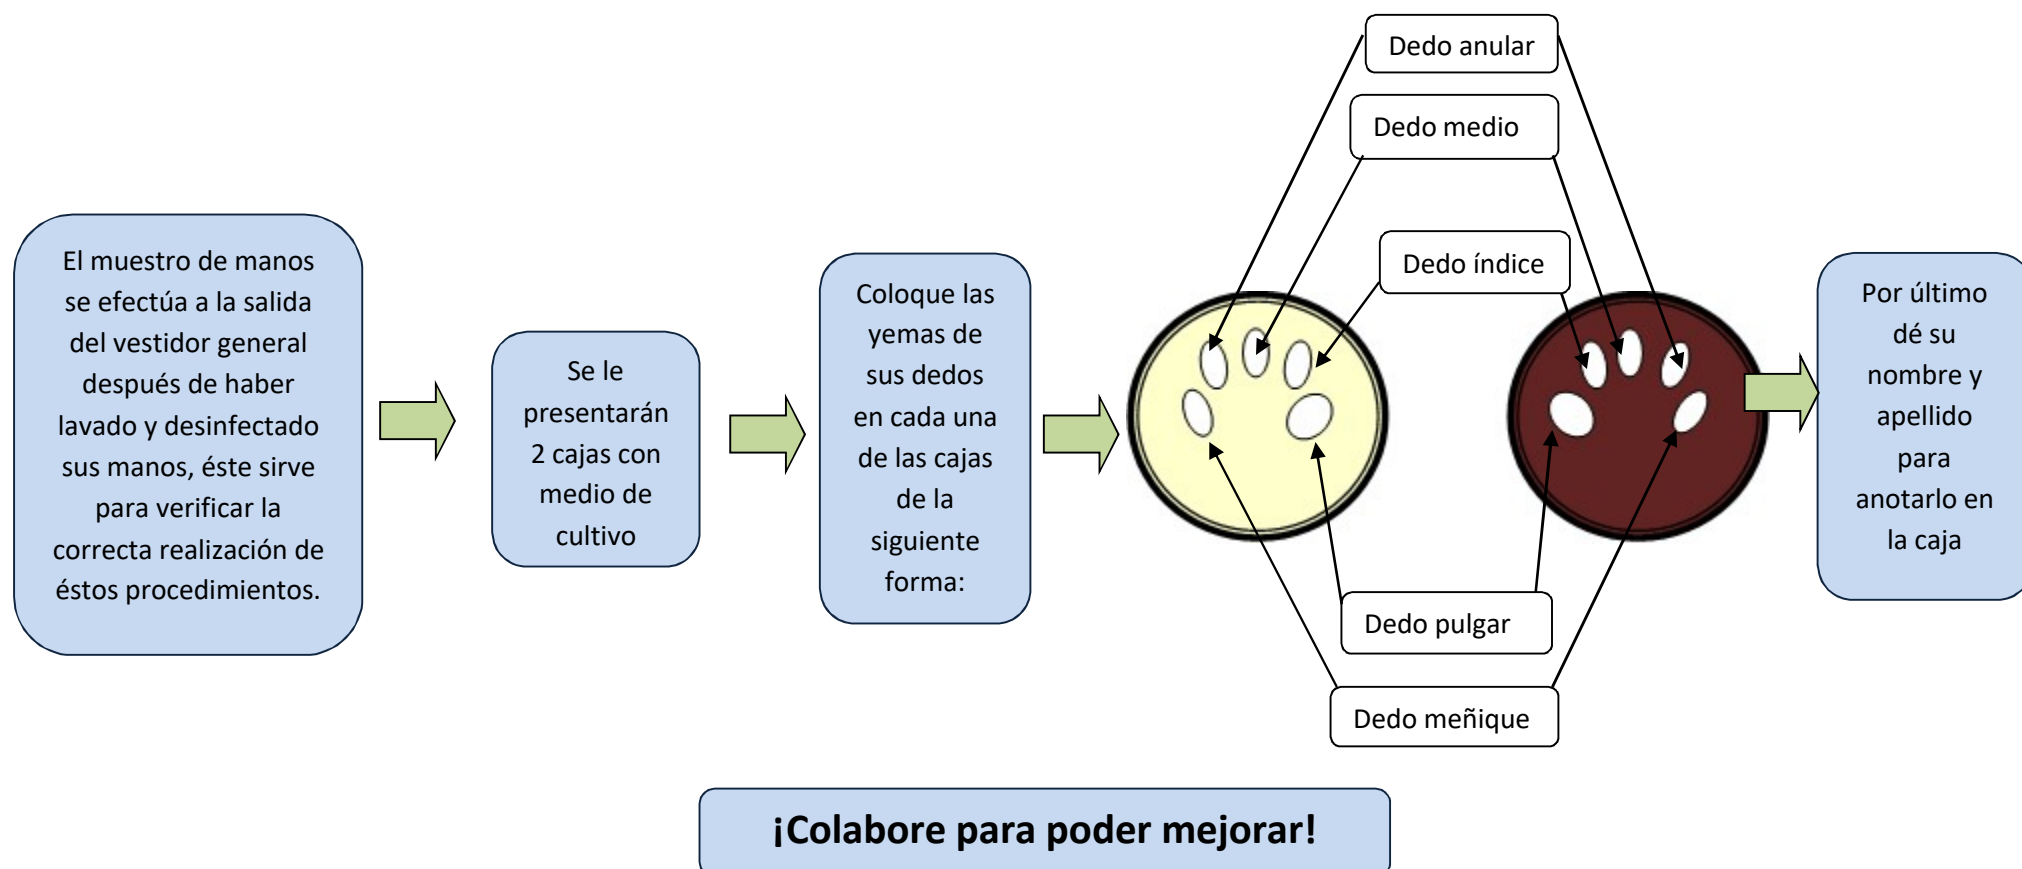 El muestro de manos
se efectúa a la salida
del vestidor general
después de haber
lavado y desinfectado
sus manos, éste sirve
para verificar la
correcta realización de
éstos procedimientos.
Se le
presentarán
2 cajas con
medio de
cultivo
Coloque las
yemas de
sus dedos
en cada una
de las cajas
de la
siguiente
forma:
Dedo anular
Dedo medio
Dedo índice
Dedo pulgar
Dedo meñique
Por último
dé su
nombre y
apellido
para
anotarlo en
la caja
¡Colabore para poder mejorar!